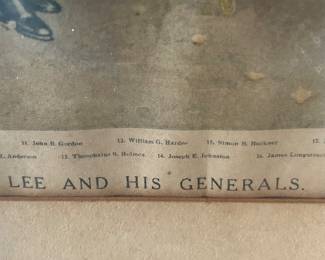 11. John B. Gordon 13. William G. Hardee 15. Simon B. Buckner 17.
Anderson 12. Theophilus S. Holmes 14. Joseph E. Johnston 16. James Longstreet
LEE AND HIS GENERALS.